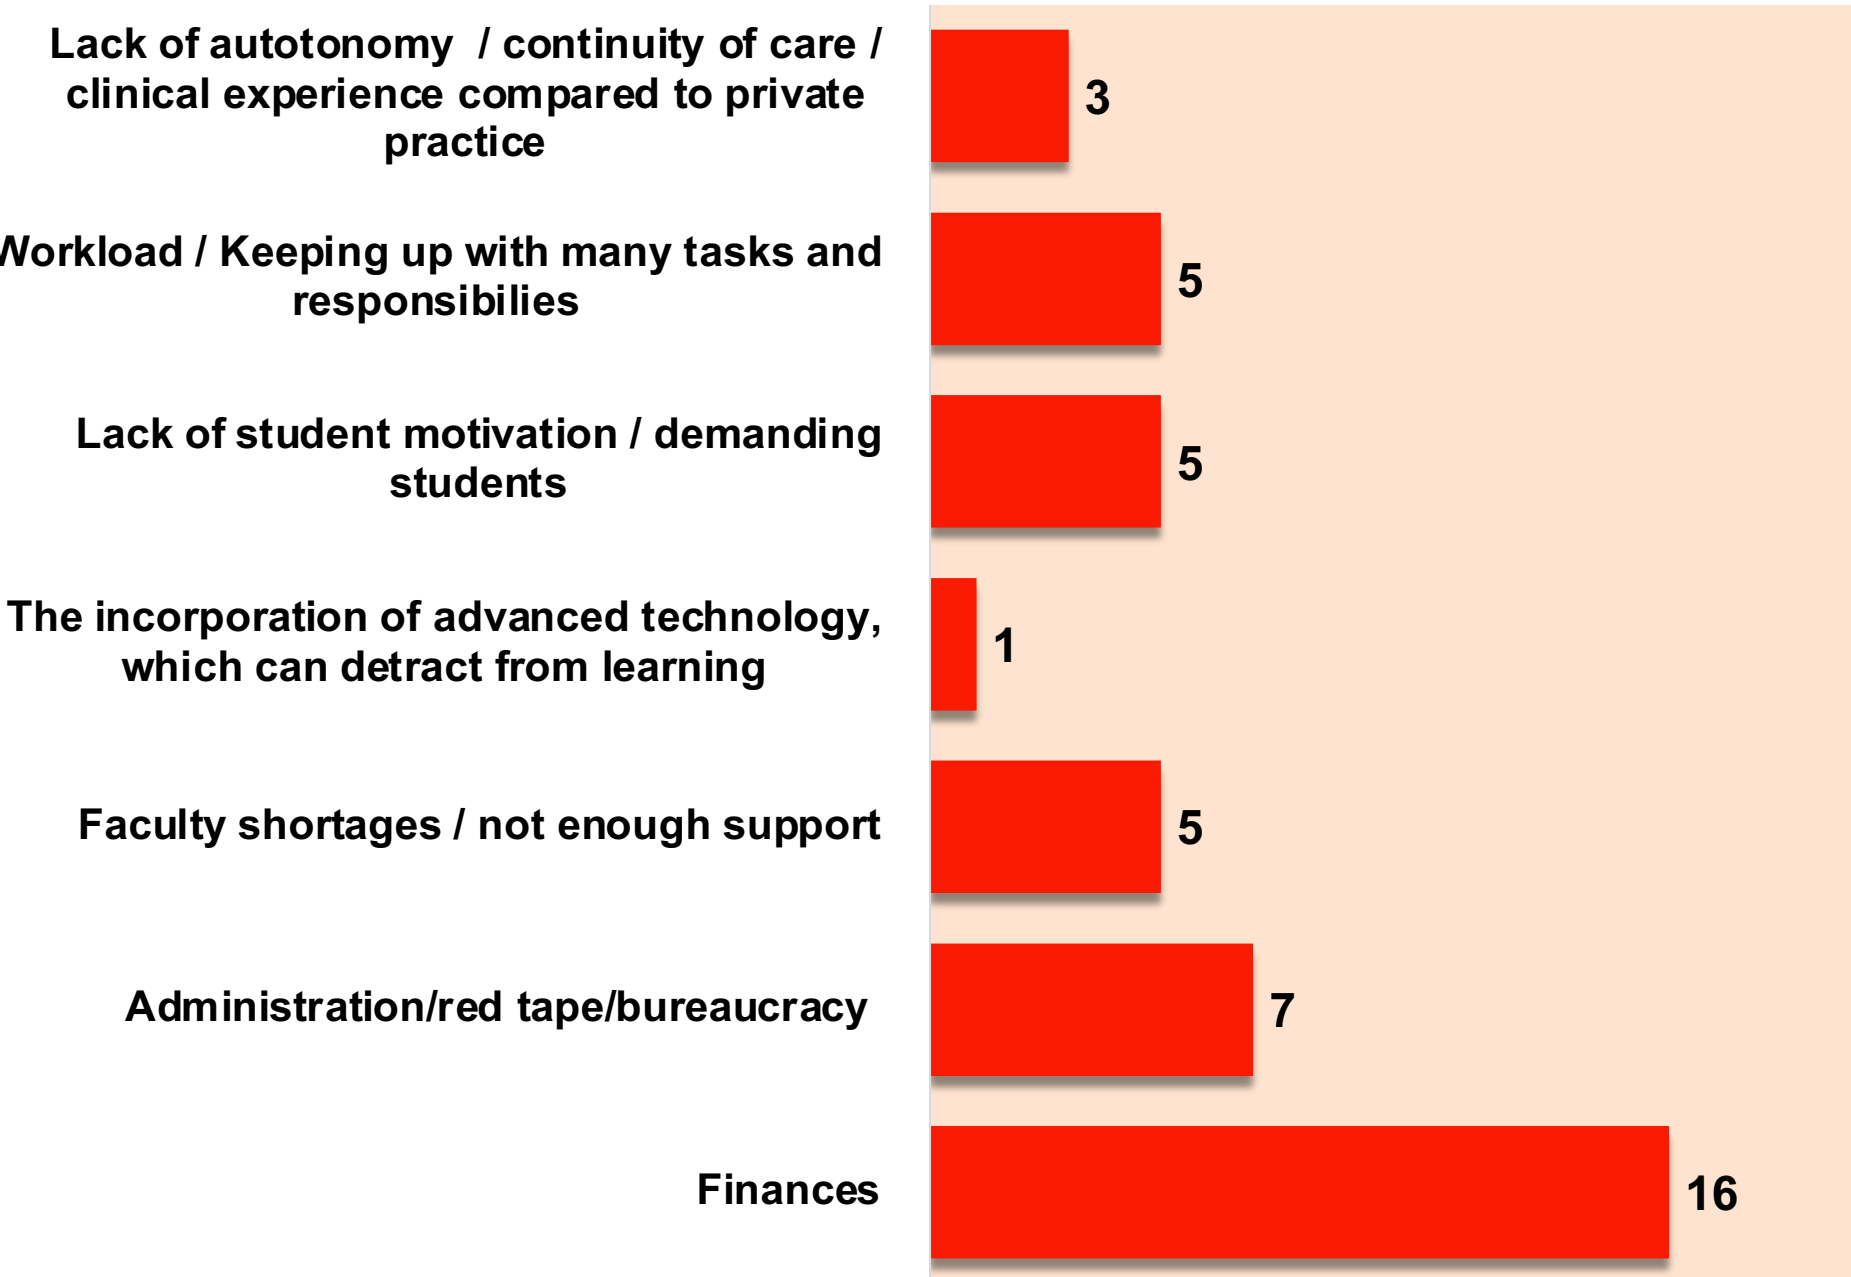 Lack of autotonomy / continuity of care /
clinical experience compared to private
practice
3
Workload / Keeping up with many tasks and
responsibilies
5
Lack of student motivation / demanding
students
5
The incorporation of advanced technology,
which can detract from learning
1
Faculty shortages / not enough support
5
Administration/red tape/bureaucracy
7
Finances
16